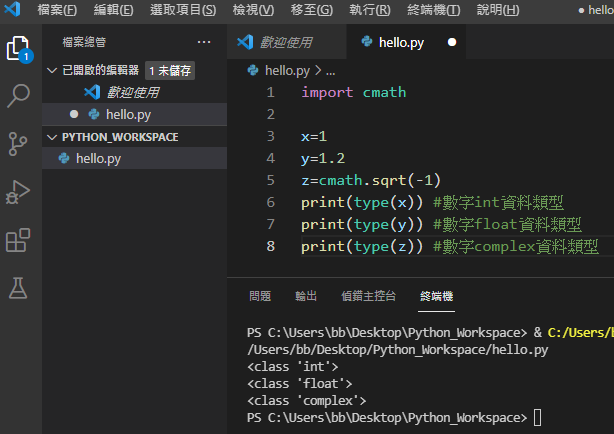 檔案(F) 編輯(E) 選取項目(S) 檢視(V) 移至(G) 執行(R) 終端機(T) 說明(H) ● hello
檔案總管 ...
歡迎使用 hello.py ●
已開啟的編輯器 1 未儲存
歡迎使用
● hello.py
PYTHON_WORKSPACE
hello.py
1
hello.py > ...
1 import cmath
2
3 x=1
4 y=1.2
5 z=cmath.sqrt(-1)
6 print(type(x)) #數字int資料類型
7 print(type(y)) #數字float資料類型
8 print(type(z)) #數字complex資料類型
問題 輸出 偵錯主控台 終端機
PS C:\Users\bb\Desktop\Python_Workspace> & C:/Users/b
/Users/bb/Desktop/Python_Workspace/hello.py
<class 'int'>
<class 'float'>
<class 'complex'>
PS C:\Users\bb\Desktop\Python_Workspace>